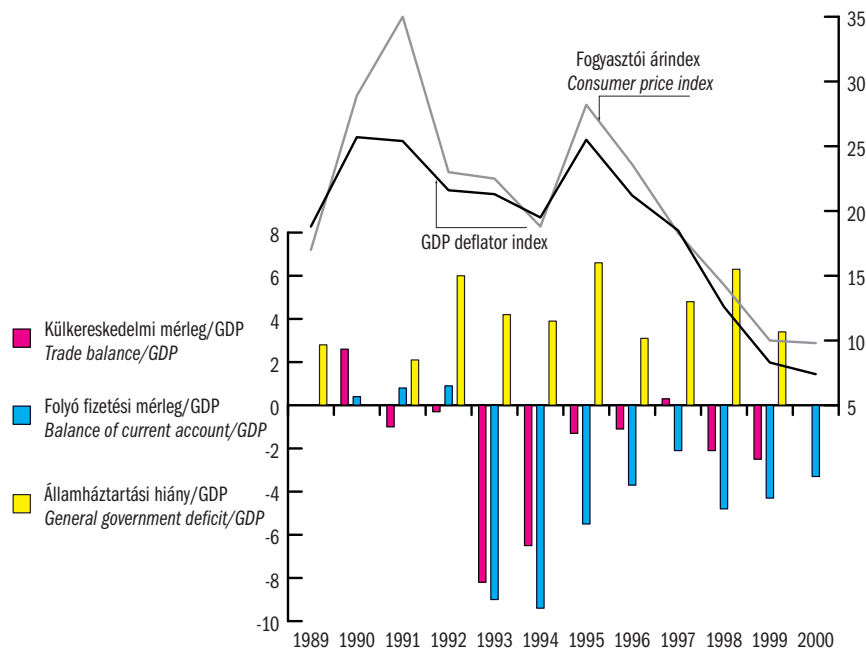 35
30
25
20
15
10
5
Fogyasztói árindex
Consumer price index
GDP deflator index
8
6
4
2
0
-2
-4
-6
-8
-10
Külkereskedelmi mérleg/GDP
Trade balance/GDP
Folyó fizetési mérleg/GDP
Balance of current account/GDP
Államháztartási hiány/GDP
General government deficit/GDP
1989 1990 1991 1992 1993 1994 1995 1996 1997 1998 1999 2000